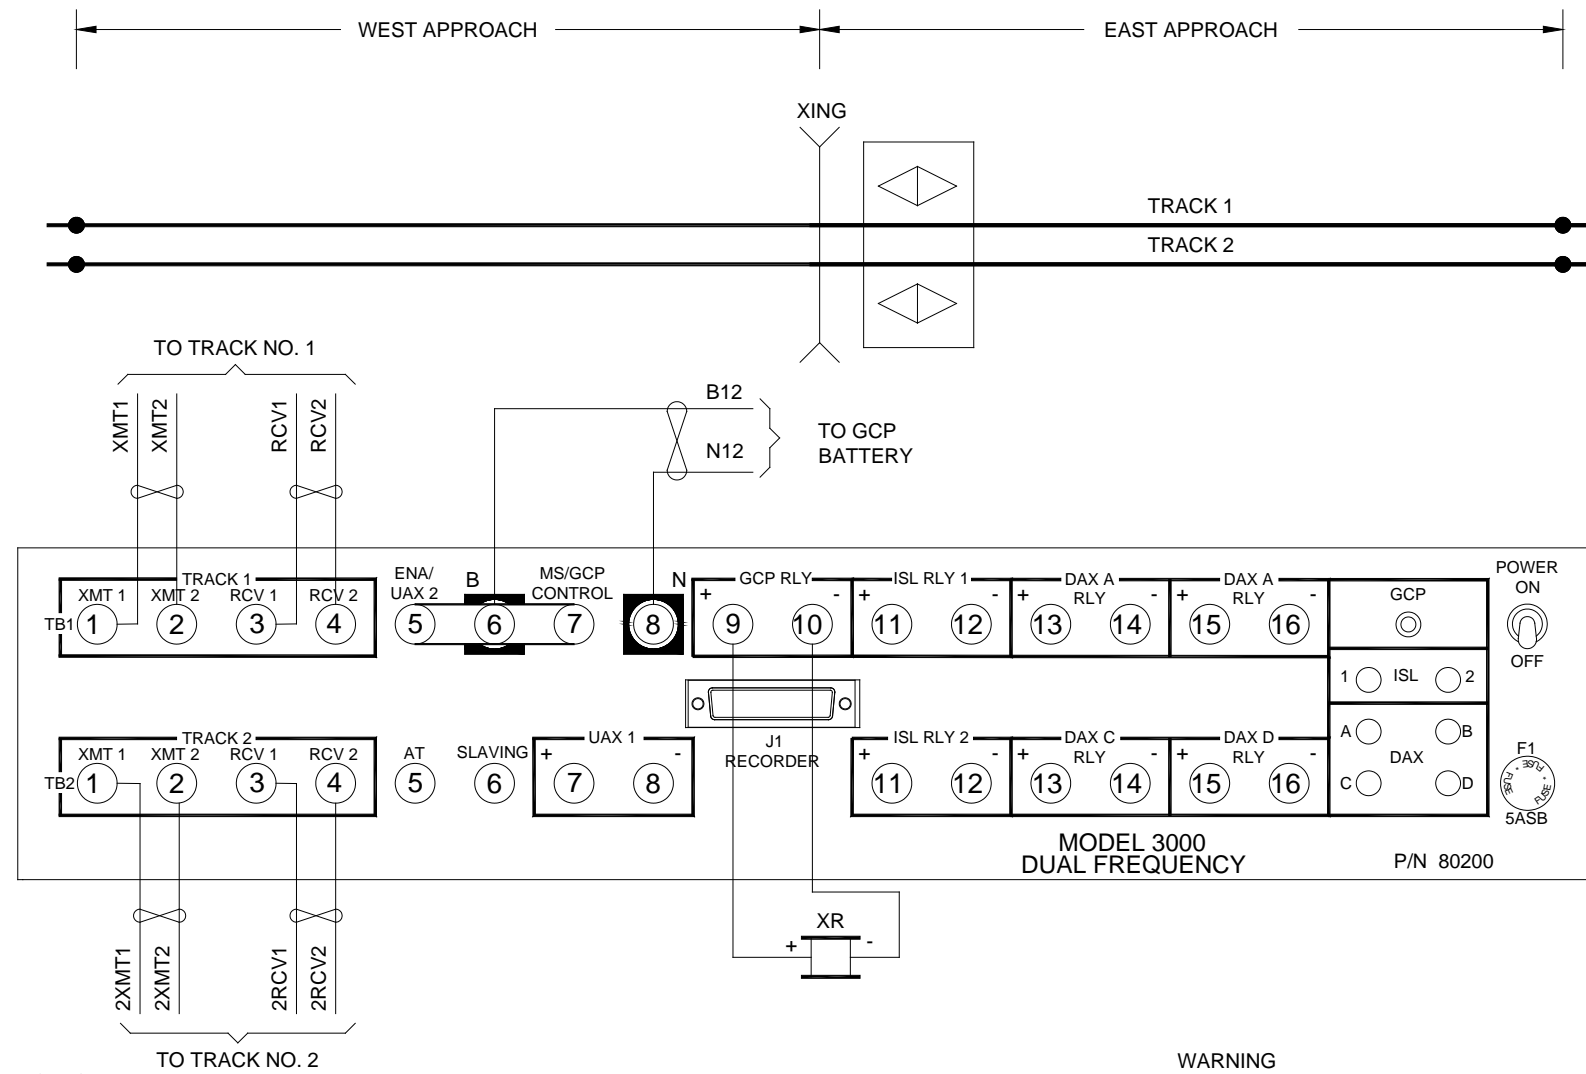 WEST APPROACH
EAST APPROACH
XING
TRACK 1
TRACK 2
TO TRACK NO. 1
XMT1
XMT2
RCV1
RCV2
B12
N12
TO GCP
BATTERY
TRACK 1
XMT 1
XMT 2
RCV 1
RCV 2
TB1
1
2
3
4
ENA/
UAX 2
5
B
6
MS/GCP
CONTROL
7
N
8
GCP RLY
+
-
9
10
ISL RLY 1
+
-
11
12
DAX A
RLY
+
-
13
14
DAX A
RLY
+
-
15
16
GCP
1
ISL
2
A
B
DAX
C
D
POWER
ON
OFF
J1
RECORDER
TRACK 2
XMT 1
XMT 2
RCV 1
RCV 2
TB2
1
2
3
4
AT
5
SLAVING
6
UAX 1
+
-
7
8
ISL RLY 2
+
-
11
12
DAX C
RLY
+
-
13
14
DAX D
RLY
+
-
15
16
F1
FUSE * FUSE * FUSE *
5ASB
MODEL 3000
DUAL FREQUENCY
P/N 80200
XR
+
-
2XMT1
2XMT2
2RCV1
2RCV2
TO TRACK NO. 2
WARNING